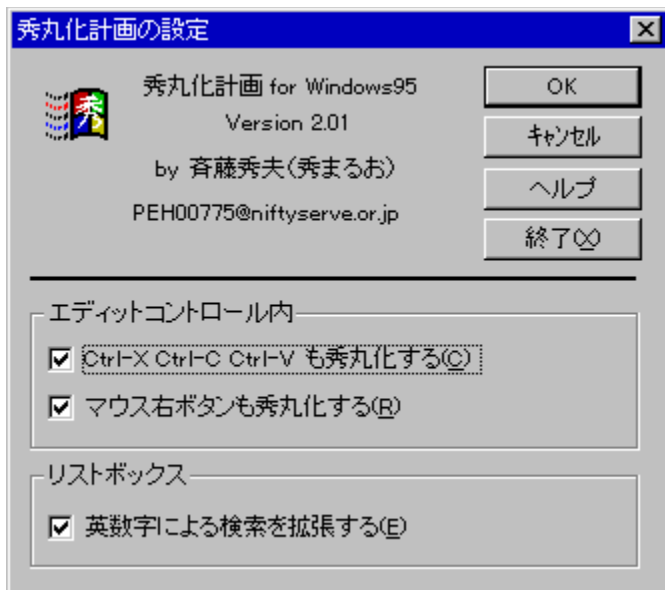 秀丸化計画の設定
秀
秀丸化計画 for Windows95
Version 2.01
by 斉藤秀夫(秀まるお)
PEH00775@niftyserve.or.jp
OK
キャンセル
ヘルプ
終了(X)
エディットコントロール内
Ctrl-X Ctrl-C Ctrl-V も秀丸化する(C)
マウス右ボタンも秀丸化する(R)
リストボックス
英数字による検索を拡張する(E)